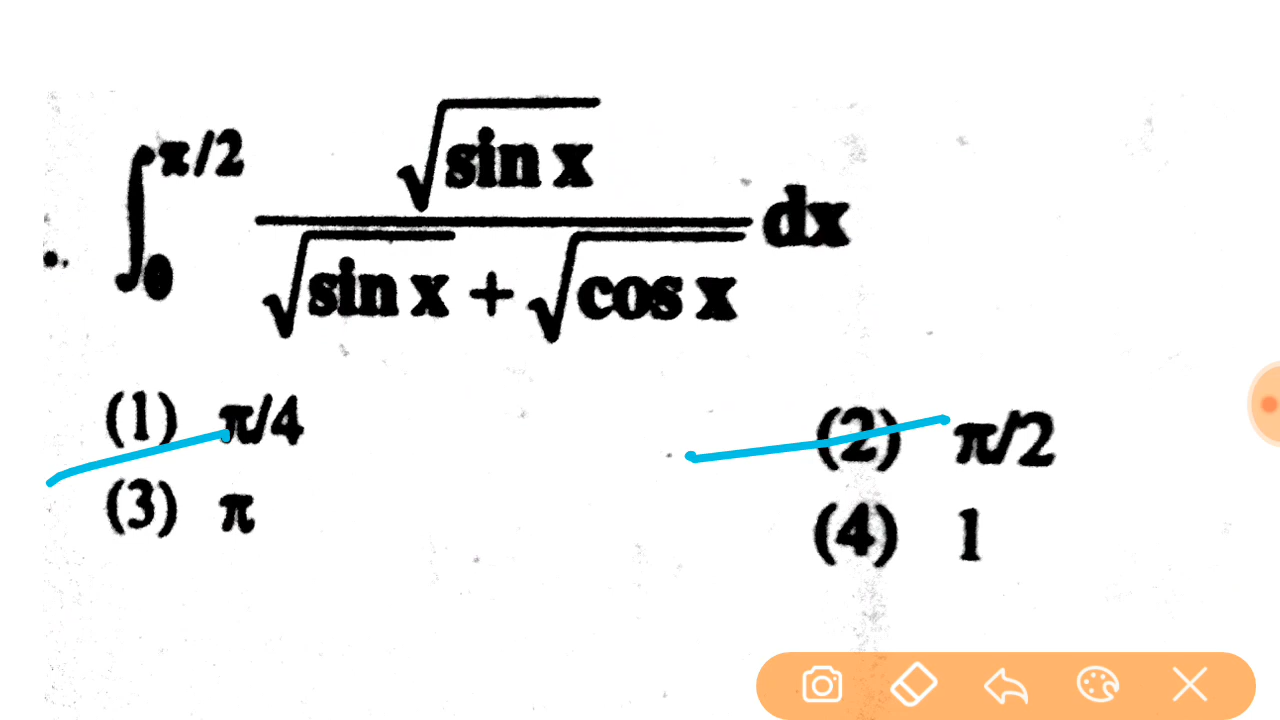 ∫₀^π/2 √sin x / (√sin x + √cos x) dx
(1) π/4 (2) π/2
(3) π (4) 1